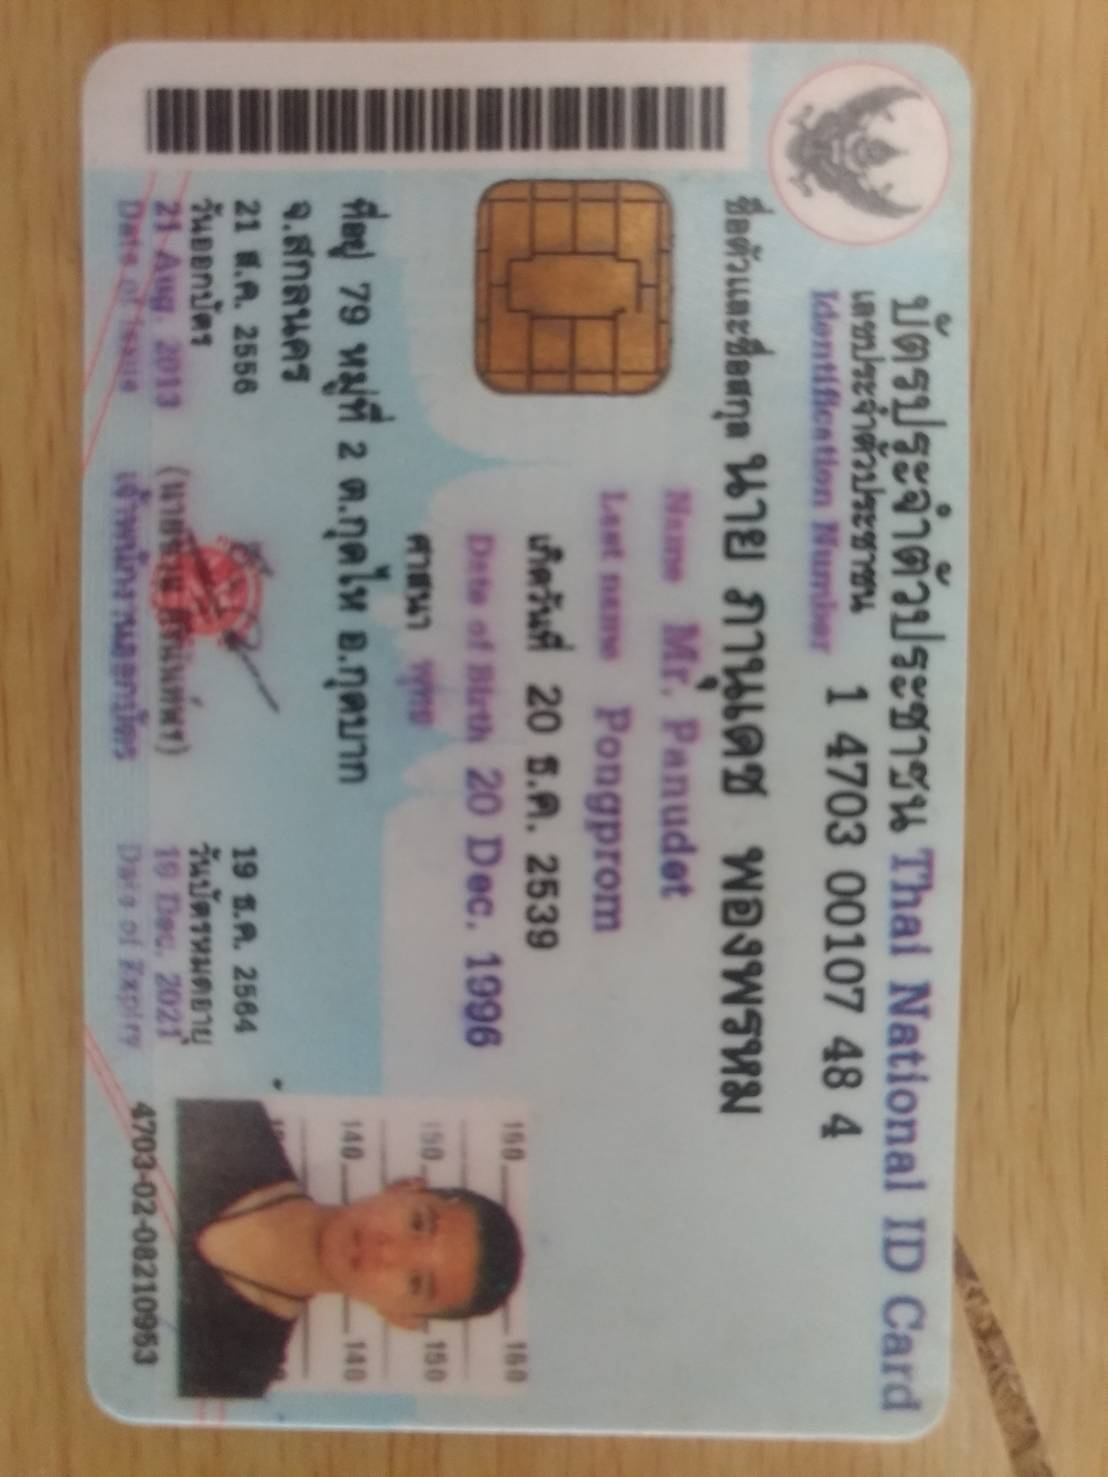 บัตรประจำตัวประชาชน Thai National ID Card
เลขประจำตัวประชาชน 1 4703 00107 48 4
Identification Number
ชื่อตัวและชื่อสกุล นาย ภานุเดช พองพรหม
Name Mr. Panudet
Last name Pongprom
เกิดวันที่ 20 ธ.ค. 2539
Date of Birth 20 Dec. 1996
ศาสนา พุทธ
ที่อยู่ 79 หมู่ที่ 2 ต.กุดไห อ.กุดบาก
จ.สกลนคร
21 ส.ค. 2556
วันออกบัตร
21 Aug. 2013
Date of Issue
เจ้าพนักงานออกบัตร
19 ธ.ค. 2564
วันบัตรหมดอายุ
19 Dec. 2021
Date of Expiry
160 160
150 150
140 140
4703-02-08210953